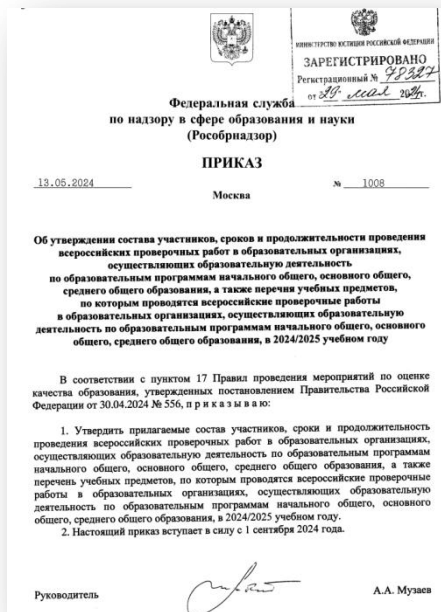 МИНИСТЕРСТВО ЮСТИЦИИ РОССИЙСКОЙ ФЕДЕРАЦИИ
ЗАРЕГИСТРИРОВАНО
Регистрационный № 78327
от "29" мая 2024.
Федеральная служба
по надзору в сфере образования и науки
(Рособрнадзор)
ПРИКАЗ
13.05.2024 № 1008
Москва
Об утверждении состава участников, сроков и продолжительности проведения
всероссийских проверочных работ в образовательных организациях,
осуществляющих образовательную деятельность
по образовательным программам начального общего, основного общего,
среднего общего образования, а также перечня учебных предметов,
по которым проводятся всероссийские проверочные работы
в образовательных организациях, осуществляющих образовательную
деятельность по образовательным программам начального общего, основного
общего, среднего общего образования, в 2024/2025 учебном году
В соответствии с пунктом 17 Правил проведения мероприятий по оценке
качества образования, утвержденных постановлением Правительства Российской
Федерации от 30.04.2024 № 556, п р и к а з ы в а ю:
1. Утвердить прилагаемые состав участников, сроки и продолжительность
проведения всероссийских проверочных работ в образовательных организациях,
осуществляющих образовательную деятельность по образовательным программам
начального общего, основного общего, среднего общего образования, а также
перечень учебных предметов, по которым проводятся всероссийские проверочные
работы в образовательных организациях, осуществляющих образовательную
деятельность по образовательным программам начального общего, основного
общего, среднего общего образования, в 2024/2025 учебном году.
2. Настоящий приказ вступает в силу с 1 сентября 2024 года.
Руководитель А.А. Музаев